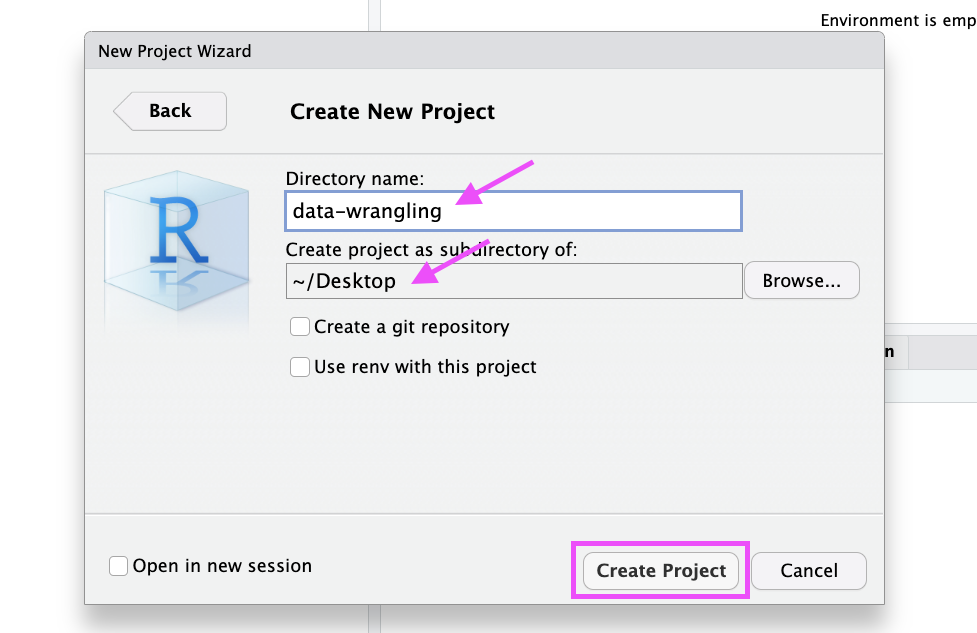 Environment is emp
New Project Wizard
Back
Create New Project
R
Directory name:
data-wrangling
Create project as subdirectory of:
~/Desktop
Browse...
Create a git repository
n
Use renv with this project
Open in new session
Create Project
Cancel